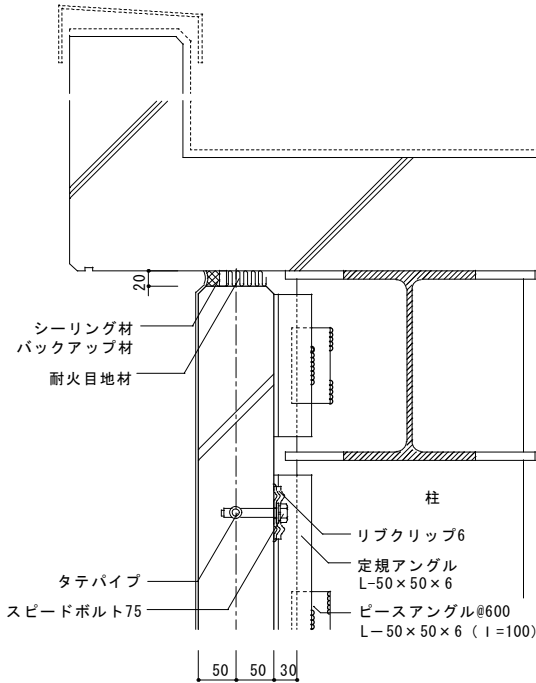 20
シーリング材
バックアップ材
耐火目地材
柱
リブクリップ6
定規アングル
L-50×50×6
タテパイプ
スピードボルト75
ピースアングル@600
L-50×50×6 (l=100)
50 50 30